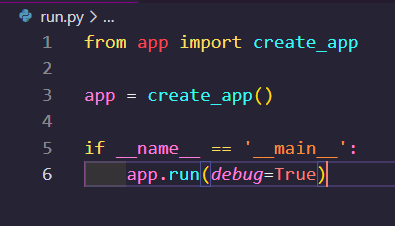 run.py > ...
1 from app import create_app
2
3 app = create_app()
4
5 if __name__ == '__main__':
6     app.run(debug=True)